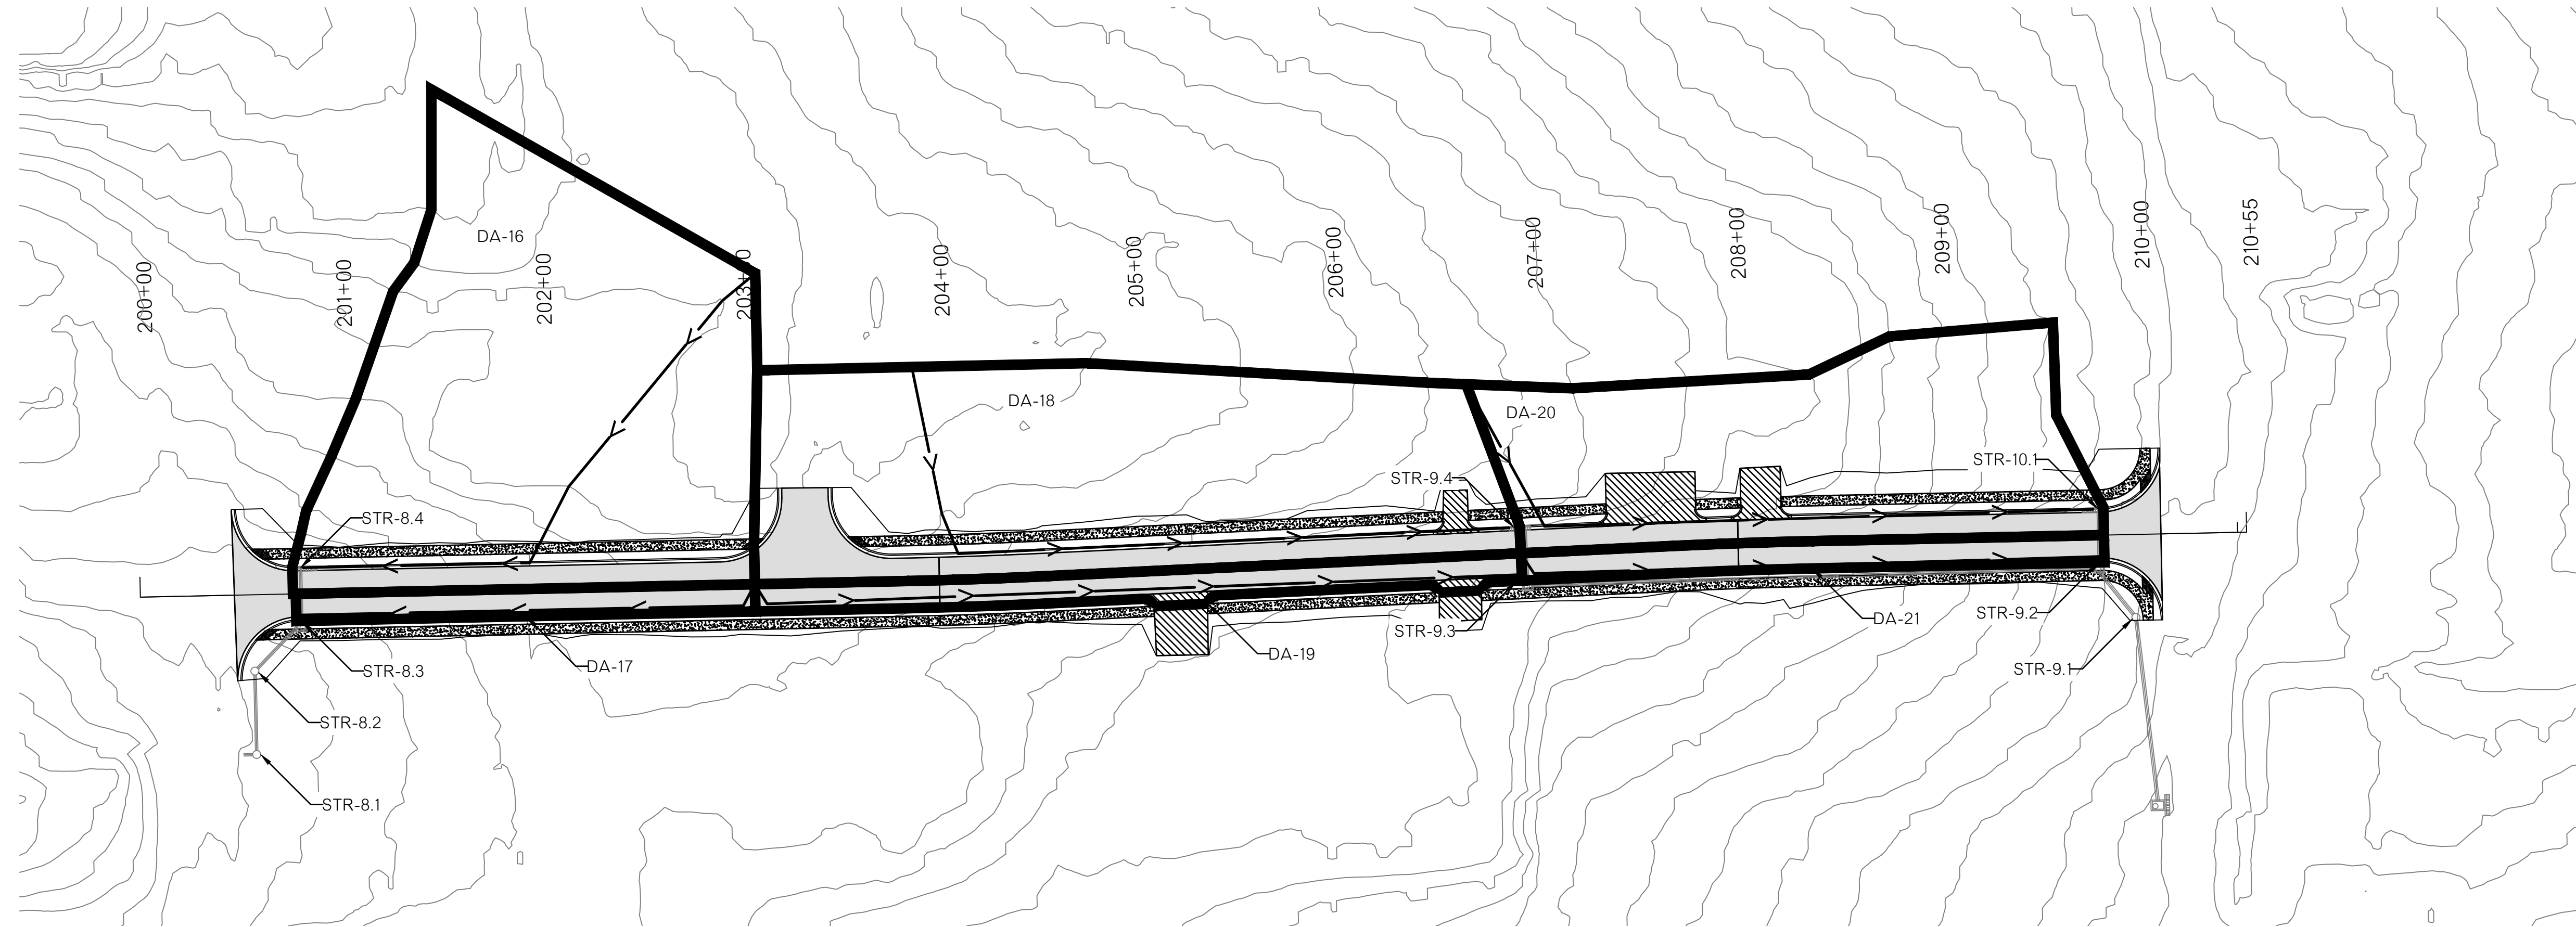 DA-16
200+00
201+00
202+00
203+00
204+00
205+00
206+00
207+00
208+00
209+00
210+00
210+55
DA-18
DA-20
STR-10.1
STR-9.4
STR-8.4
STR-9.2
DA-21
STR-9.3
DA-19
DA-17
STR-8.3
STR-9.1
STR-8.2
STR-8.1